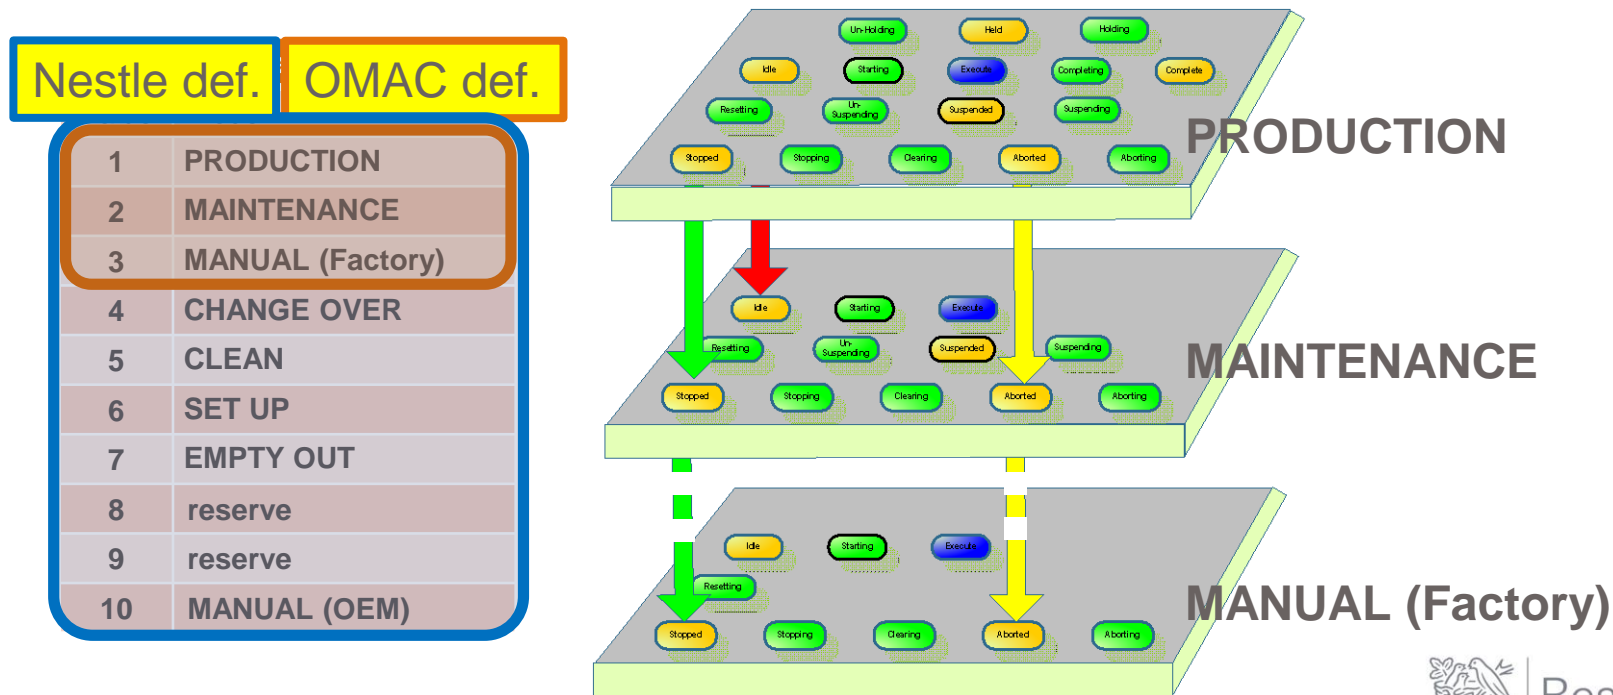 Nestle def.
OMAC def.
1 PRODUCTION
2 MAINTENANCE
3 MANUAL (Factory)
4 CHANGE OVER
5 CLEAN
6 SET UP
7 EMPTY OUT
8 reserve
9 reserve
10 MANUAL (OEM)
Un-Holding Held Holding
Idle Starting Execute Completing Complete
Resetting Un-
Suspending Suspended Suspending
Stopped Stopping Clearing Aborted Aborting
PRODUCTION
Idle Starting Execute
Resetting Un-
Suspending Suspended Suspending
Stopped Stopping Clearing Aborted Aborting
MAINTENANCE
Idle Starting Execute
Resetting
Stopped Stopping Clearing Aborted Aborting
MANUAL (Factory)